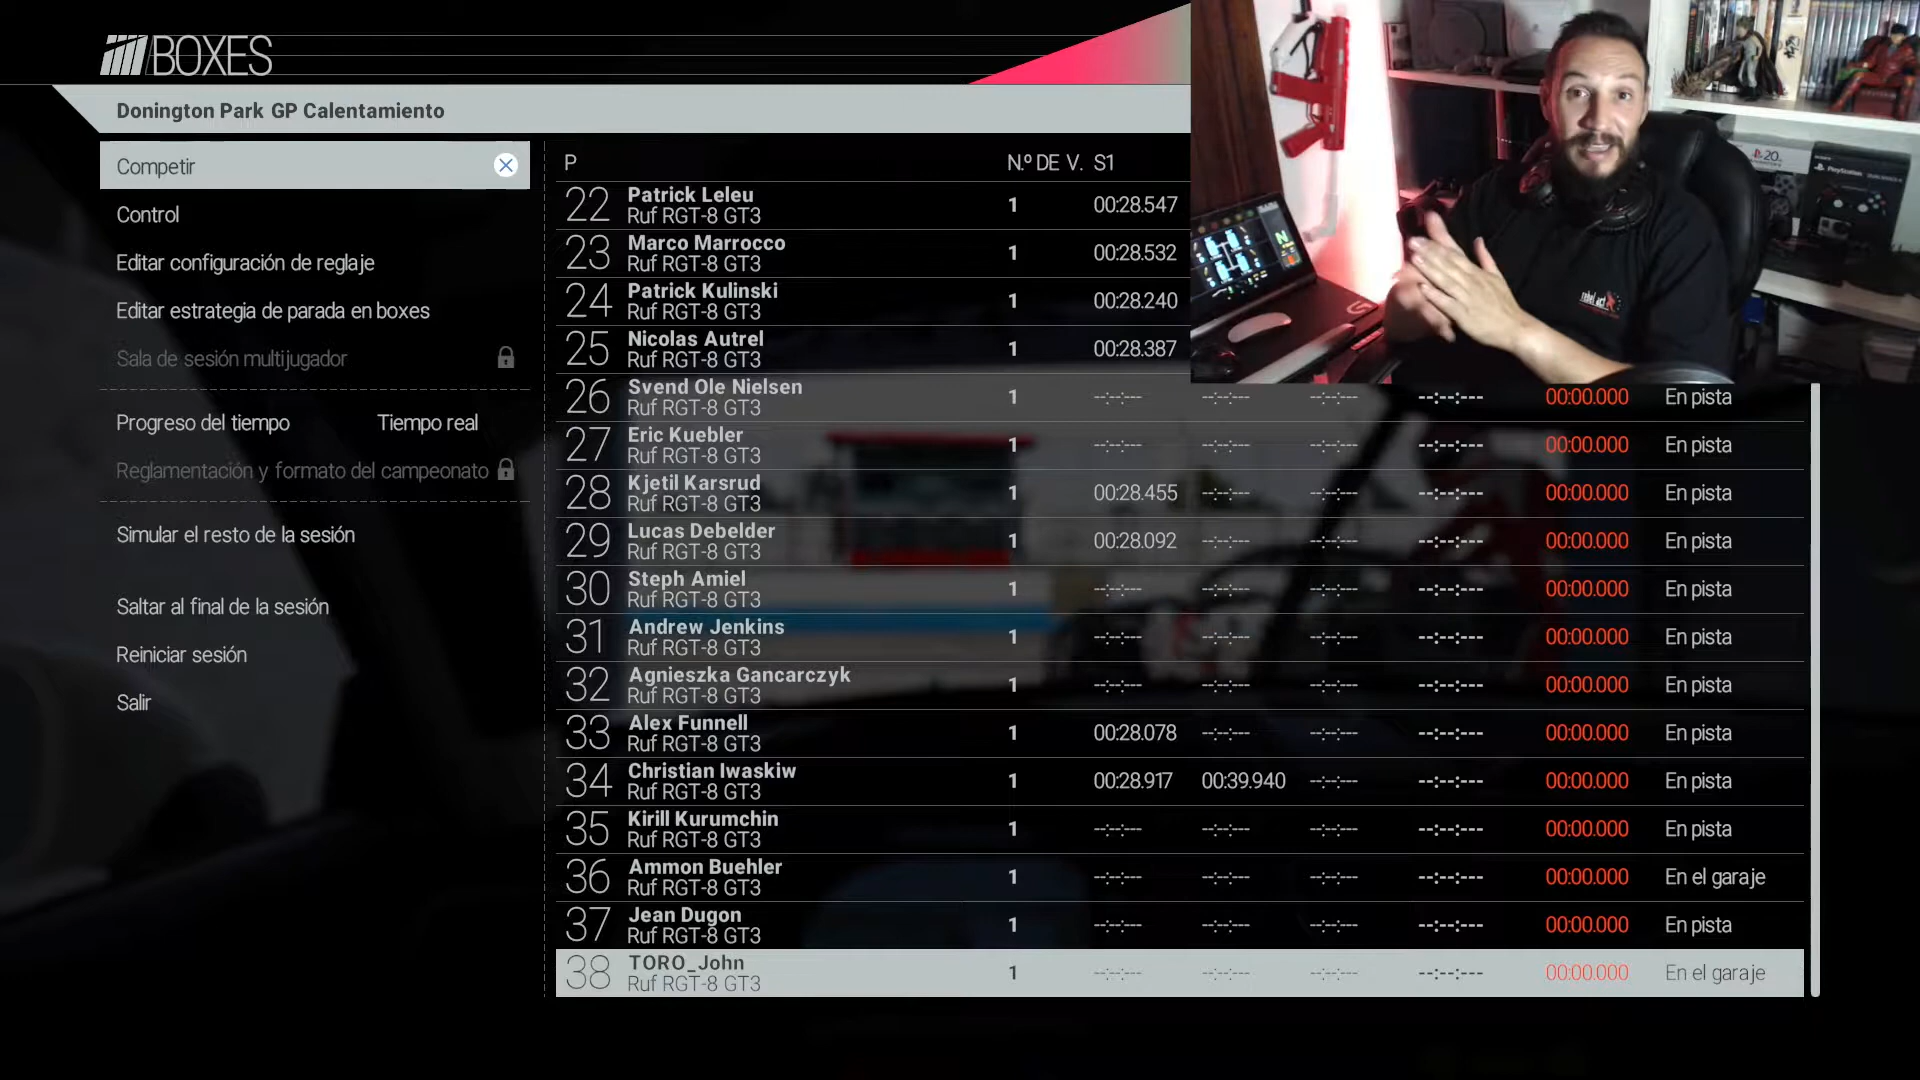 BOXES
Donington Park GP Calentamiento
Competir
Control
Editar configuración de reglaje
Editar estrategia de parada en boxes
Sala de sesión multijugador
Progreso del tiempo Tiempo real
Reglamentación y formato del campeonato
Simular el resto de la sesión
Saltar al final de la sesión
Reiniciar sesión
Salir
P N.º DE V. S1
22 Patrick Leleu 1 00:28.547
Ruf RGT-8 GT3
23 Marco Marrocco 1 00:28.532
Ruf RGT-8 GT3
24 Patrick Kulinski 1 00:28.240
Ruf RGT-8 GT3
25 Nicolas Autrel 1 00:28.387
Ruf RGT-8 GT3
26 Svend Ole Nielsen 1 --:--:--- --:--:--- --:--:--- --:--:--- 00:00.000 En pista
Ruf RGT-8 GT3
27 Eric Kuebler 1 --:--:--- --:--:--- --:--:--- --:--:--- 00:00.000 En pista
Ruf RGT-8 GT3
28 Kjetil Karsrud 1 00:28.455 --:--:--- --:--:--- --:--:--- 00:00.000 En pista
Ruf RGT-8 GT3
29 Lucas Debelder 1 00:28.092 --:--:--- --:--:--- --:--:--- 00:00.000 En pista
Ruf RGT-8 GT3
30 Steph Amiel 1 --:--:--- --:--:--- --:--:--- --:--:--- 00:00.000 En pista
Ruf RGT-8 GT3
31 Andrew Jenkins 1 --:--:--- --:--:--- --:--:--- --:--:--- 00:00.000 En pista
Ruf RGT-8 GT3
32 Agnieszka Gancarczyk 1 --:--:--- --:--:--- --:--:--- --:--:--- 00:00.000 En pista
Ruf RGT-8 GT3
33 Alex Funnell 1 00:28.078 --:--:--- --:--:--- --:--:--- 00:00.000 En pista
Ruf RGT-8 GT3
34 Christian Iwaskiw 1 00:28.917 00:39.940 --:--:--- --:--:--- 00:00.000 En pista
Ruf RGT-8 GT3
35 Kirill Kurumchin 1 --:--:--- --:--:--- --:--:--- --:--:--- 00:00.000 En pista
Ruf RGT-8 GT3
36 Ammon Buehler 1 --:--:--- --:--:--- --:--:--- --:--:--- 00:00.000 En el garaje
Ruf RGT-8 GT3
37 Jean Dugon 1 --:--:--- --:--:--- --:--:--- --:--:--- 00:00.000 En pista
Ruf RGT-8 GT3
38 TORO_John 1 --:--:--- --:--:--- --:--:--- --:--:--- 00:00.000 En el garaje
Ruf RGT-8 GT3
N
rebel act
20
PlayStation